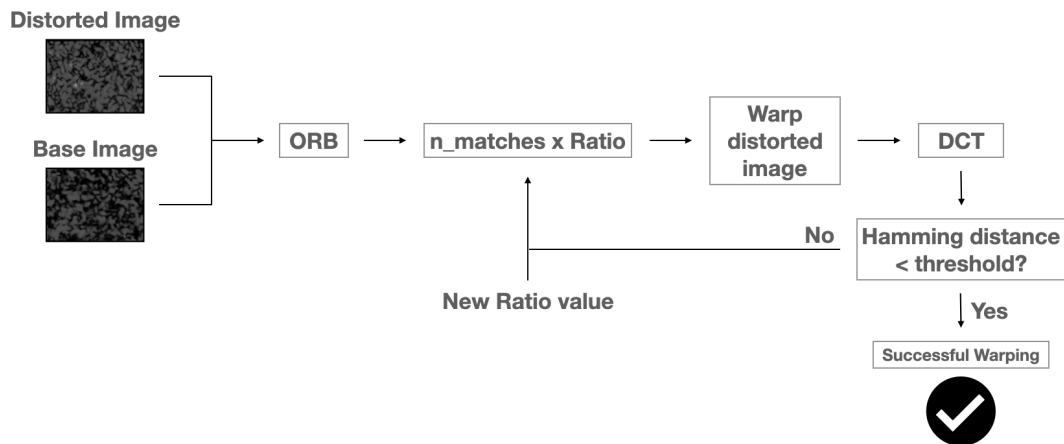 Distorted Image
Base Image
ORB
n_matches x Ratio
Warp
distorted
image
DCT
Hamming distance
< threshold?
No
New Ratio value
Yes
Successful Warping